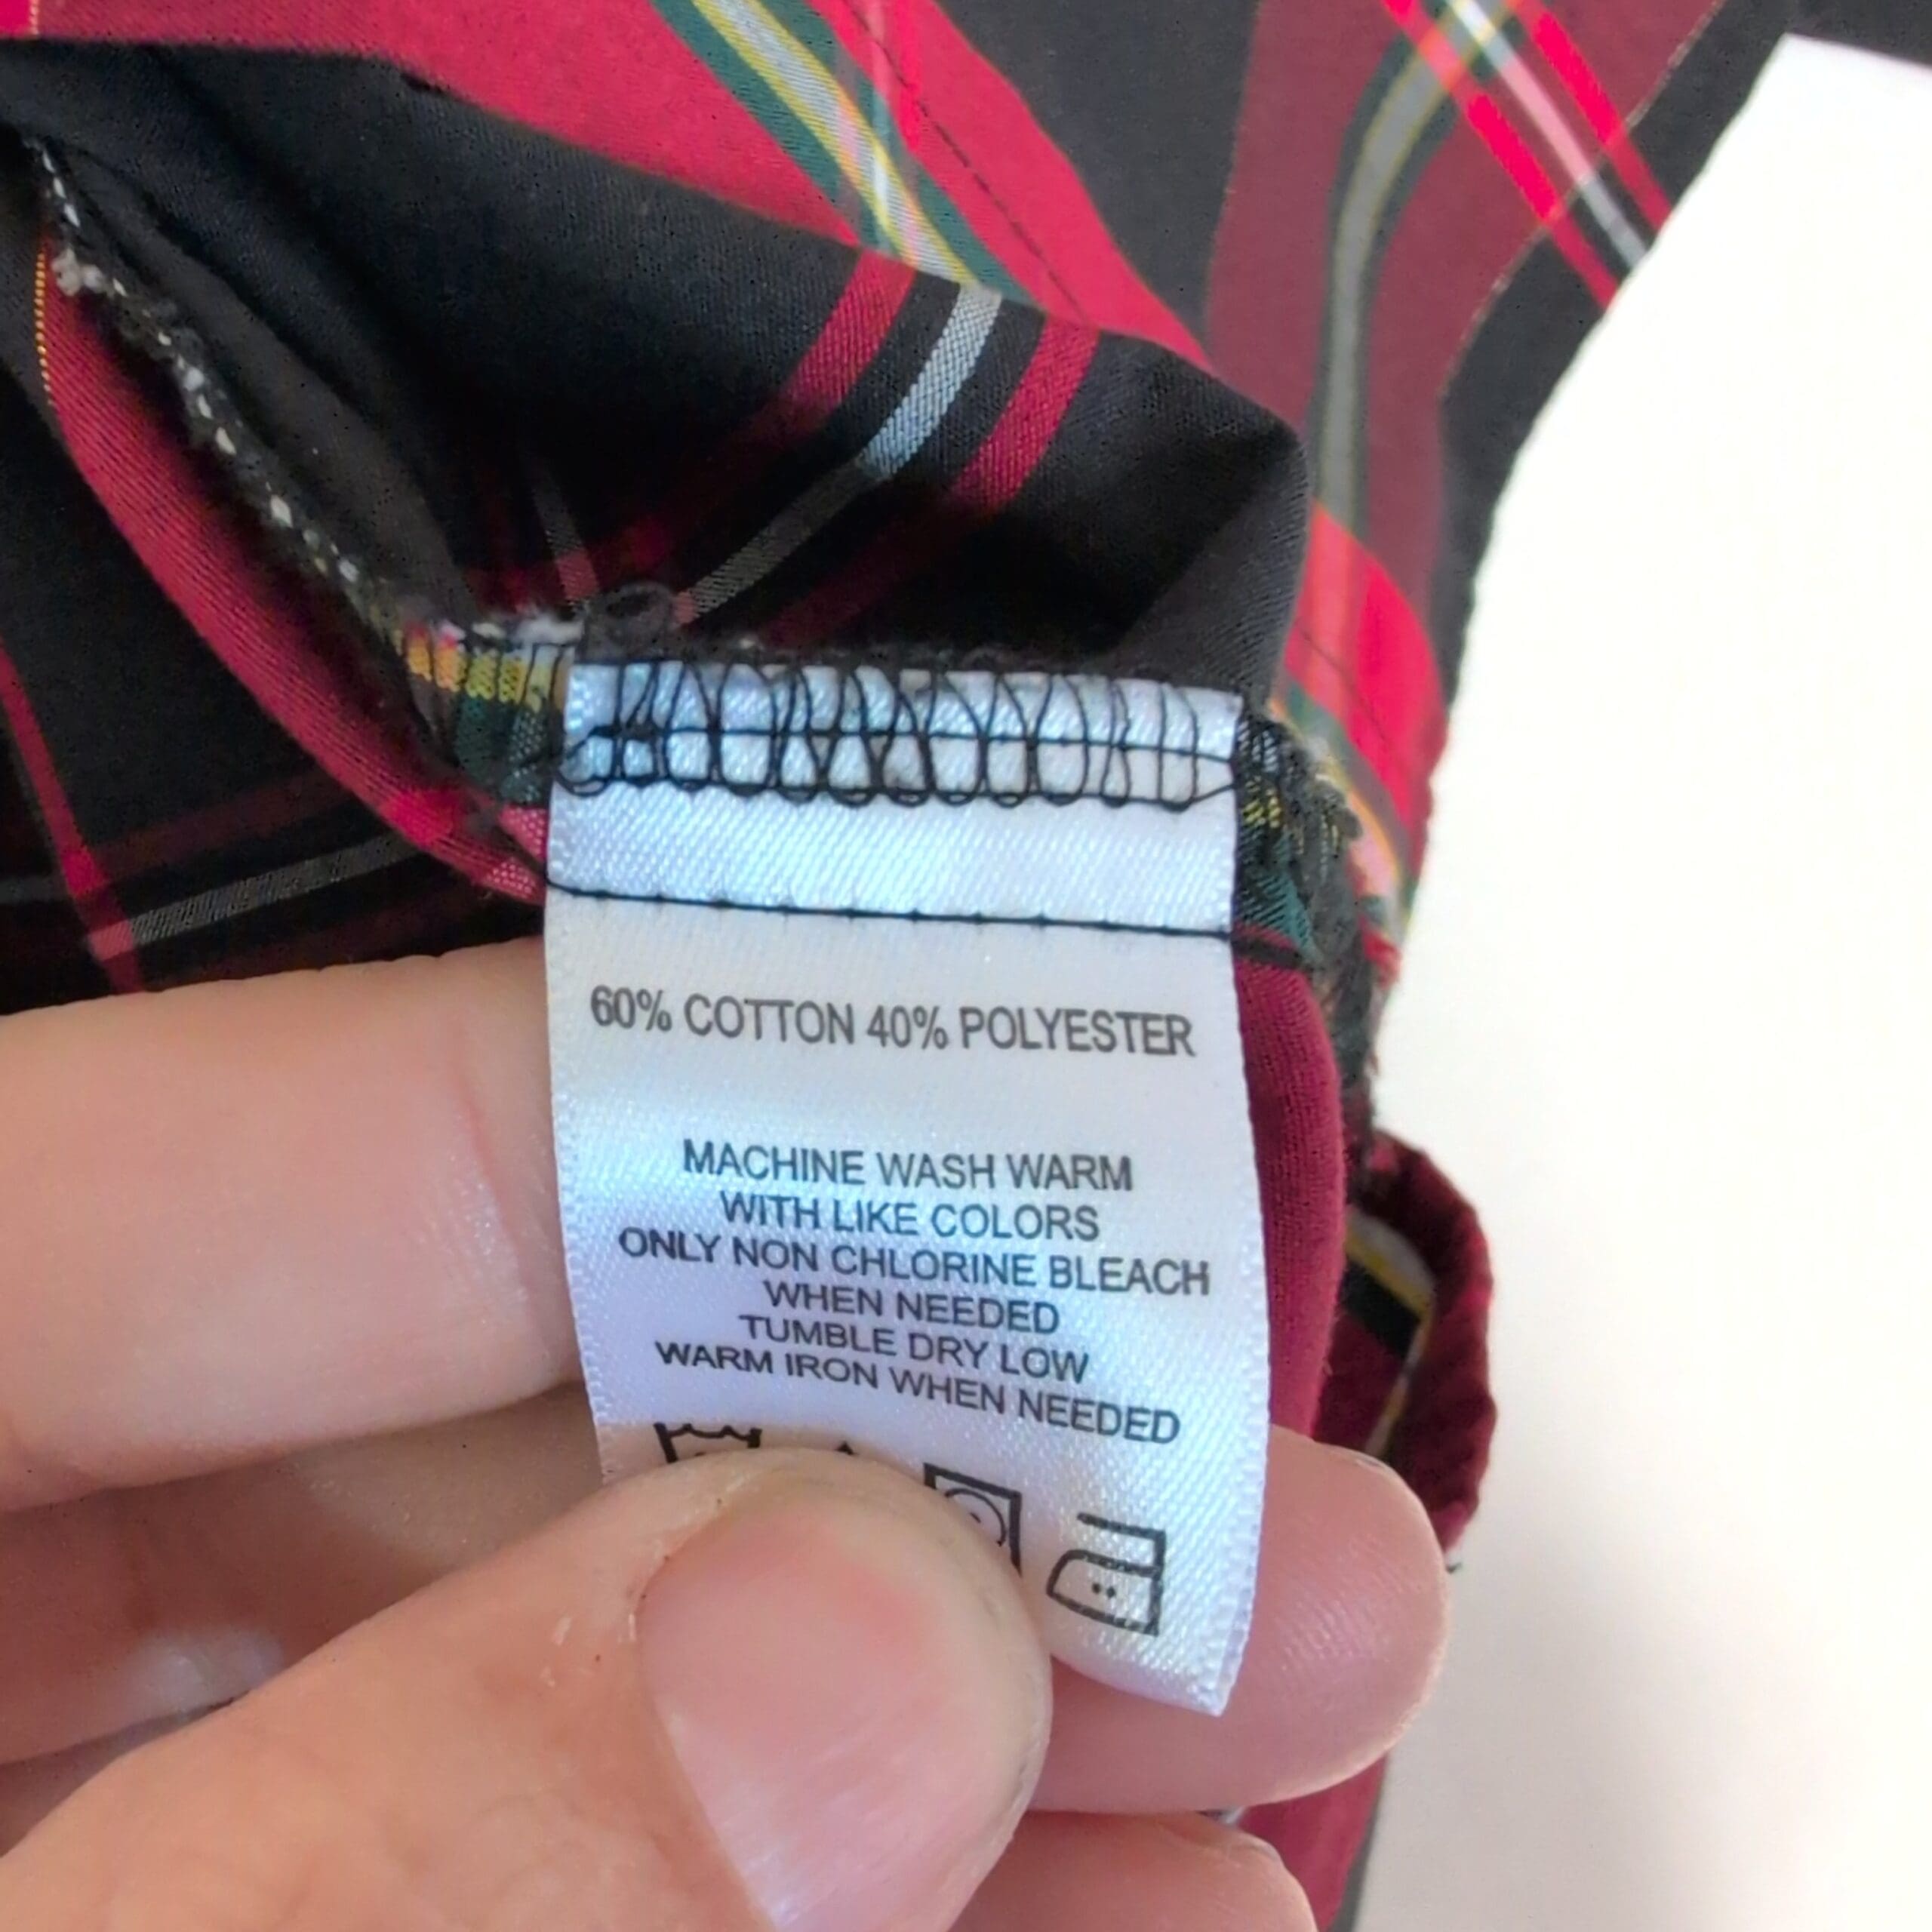 60% COTTON 40% POLYESTER
MACHINE WASH WARM
WITH LIKE COLORS
ONLY NON CHLORINE BLEACH
WHEN NEEDED
TUMBLE DRY LOW
WARM IRON WHEN NEEDED